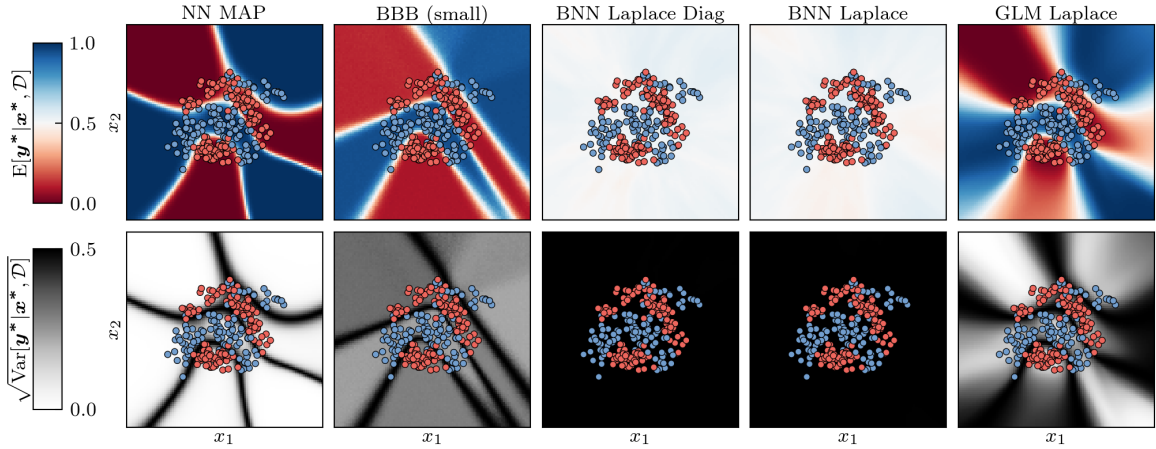 NN MAP
BBB (small)
BNN Laplace Diag
BNN Laplace
GLM Laplace
E[y*|x*, D]
1.0
0.5
0.0
x₂
√Var[y*|x*, D]
0.5
0.0
x₂
x₁
x₁
x₁
x₁
x₁